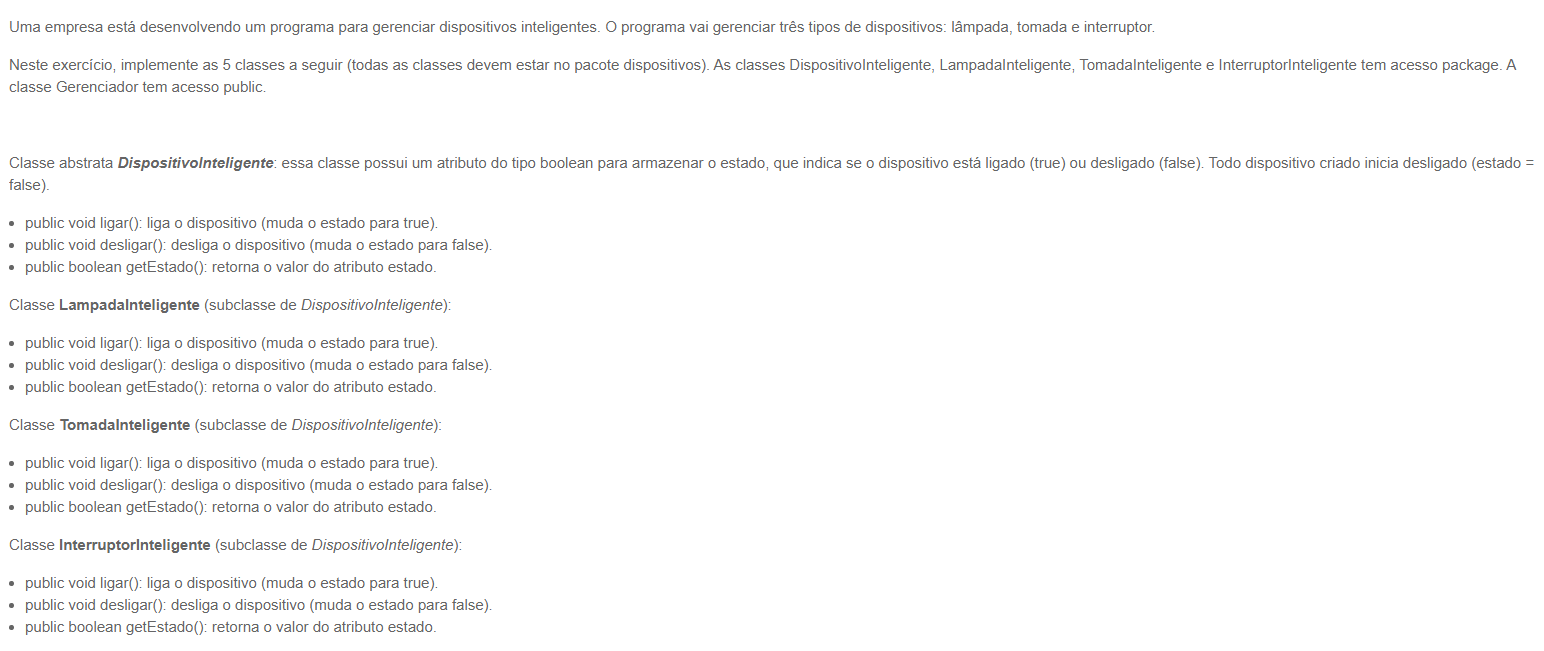 Uma empresa está desenvolvendo um programa para gerenciar dispositivos inteligentes. O programa vai gerenciar três tipos de dispositivos: lâmpada, tomada e interruptor.
Neste exercício, implemente as 5 classes a seguir (todas as classes devem estar no pacote dispositivos). As classes DispositivoInteligente, LampadaInteligente, TomadaInteligente e InterruptorInteligente tem acesso package. A
classe Gerenciador tem acesso public.
Classe abstrata DispositivoInteligente: essa classe possui um atributo do tipo boolean para armazenar o estado, que indica se o dispositivo está ligado (true) ou desligado (false). Todo dispositivo criado inicia desligado (estado =
false).
• public void ligar(): liga o dispositivo (muda o estado para true).
• public void desligar(): desliga o dispositivo (muda o estado para false).
• public boolean getEstado(): retorna o valor do atributo estado.
Classe LampadaInteligente (subclasse de DispositivoInteligente):
• public void ligar(): liga o dispositivo (muda o estado para true).
• public void desligar(): desliga o dispositivo (muda o estado para false).
• public boolean getEstado(): retorna o valor do atributo estado.
Classe TomadaInteligente (subclasse de DispositivoInteligente):
• public void ligar(): liga o dispositivo (muda o estado para true).
• public void desligar(): desliga o dispositivo (muda o estado para false).
• public boolean getEstado(): retorna o valor do atributo estado.
Classe InterruptorInteligente (subclasse de DispositivoInteligente):
• public void ligar(): liga o dispositivo (muda o estado para true).
• public void desligar(): desliga o dispositivo (muda o estado para false).
• public boolean getEstado(): retorna o valor do atributo estado.